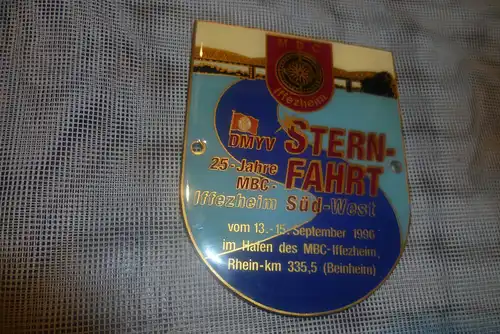 MBC
Iffezheim
DMYV STERN-
25-Jahre FAHRT
MBC-
Iffezheim Süd-West
vom 13.-15. September 1996
im Hafen des MBC-Iffezheim,
Rhein-km 335,5 (Beinheim)